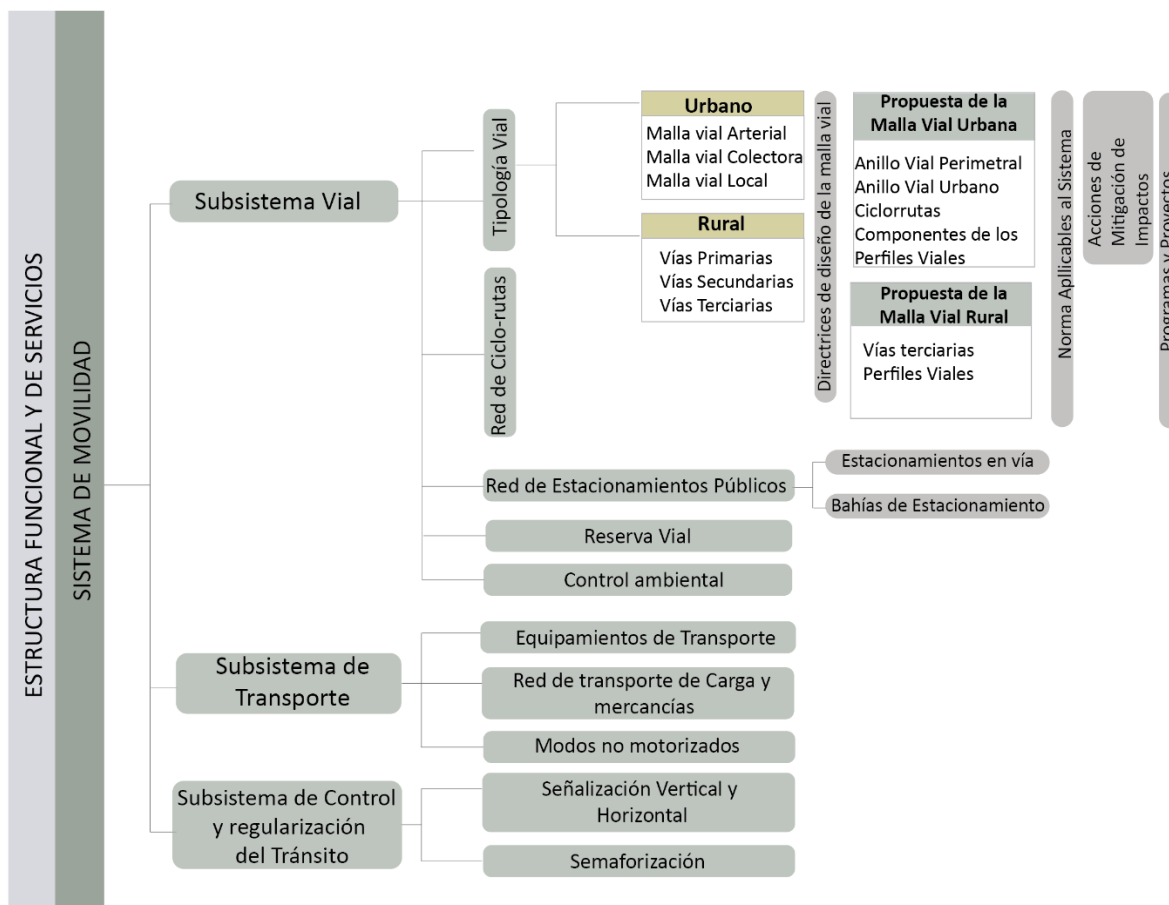 ESTRUCTURA FUNCIONAL Y DE SERVICIOS
SISTEMA DE MOVILIDAD
Subsistema Vial
Tipología Vial
Urbano
Malla vial Arterial
Malla vial Colectora
Malla vial Local
Rural
Vías Primarias
Vías Secundarias
Vías Terciarias
Directrices de diseño de la malla vial
Propuesta de la
Malla Vial Urbana
Anillo Vial Perimetral
Anillo Vial Urbano
Ciclorrutas
Componentes de los
Perfiles Viales
Propuesta de la
Malla Vial Rural
Vías terciarias
Perfiles Viales
Norma Apllicables al Sistema
Acciones de
Mitigación de
Impactos
Programas y Proyectos
Red de Ciclo-rutas
Red de Estacionamientos Públicos
Estacionamientos en vía
Bahías de Estacionamiento
Reserva Vial
Control ambiental
Subsistema de
Transporte
Equipamientos de Transporte
Red de transporte de Carga y
mercancías
Modos no motorizados
Subsistema de Control
y regularización
del Tránsito
Señalización Vertical y
Horizontal
Semaforización